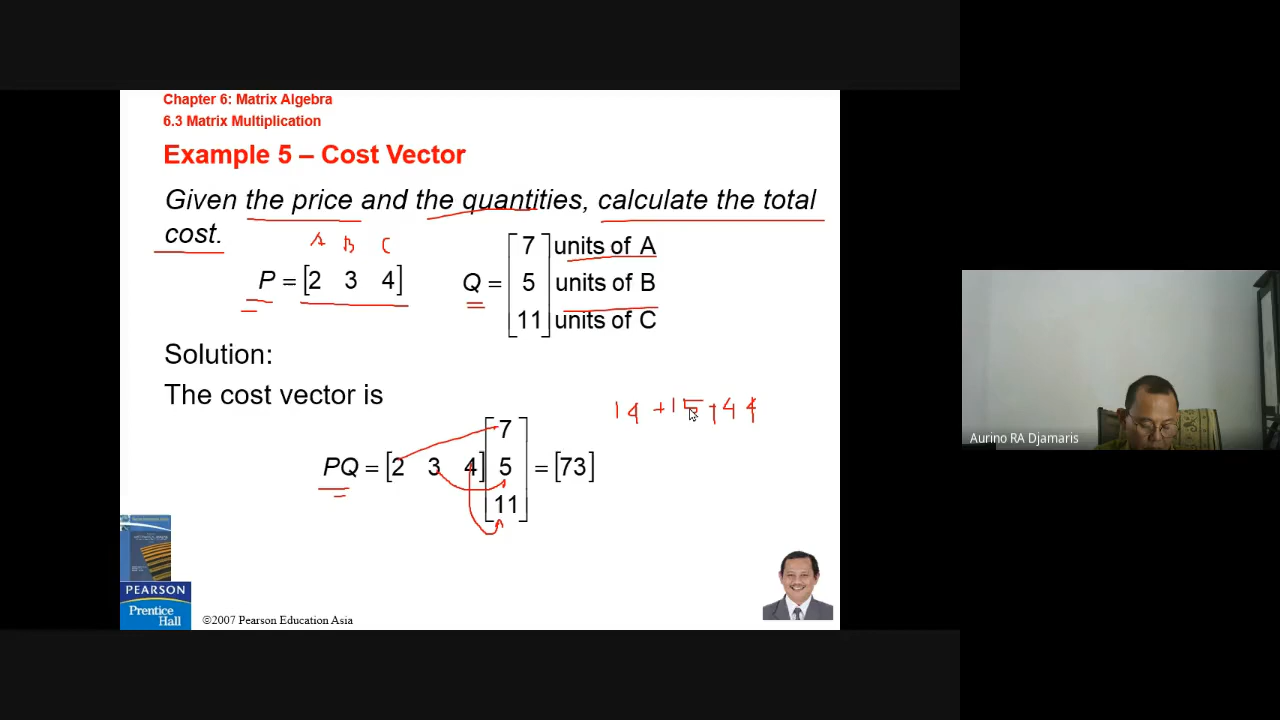 Chapter 6: Matrix Algebra
6.3 Matrix Multiplication
Example 5 – Cost Vector
Given the price and the quantities, calculate the total
cost.
A B C
P = [2 3 4]
Q = [7 5 11]
units of A
units of B
units of C
Solution:
The cost vector is
14 +15+44
PQ = [2 3 4] [7 5 11] = [73]
PEARSON
Prentice
Hall
©2007 Pearson Education Asia
Aurino RA Djamaris